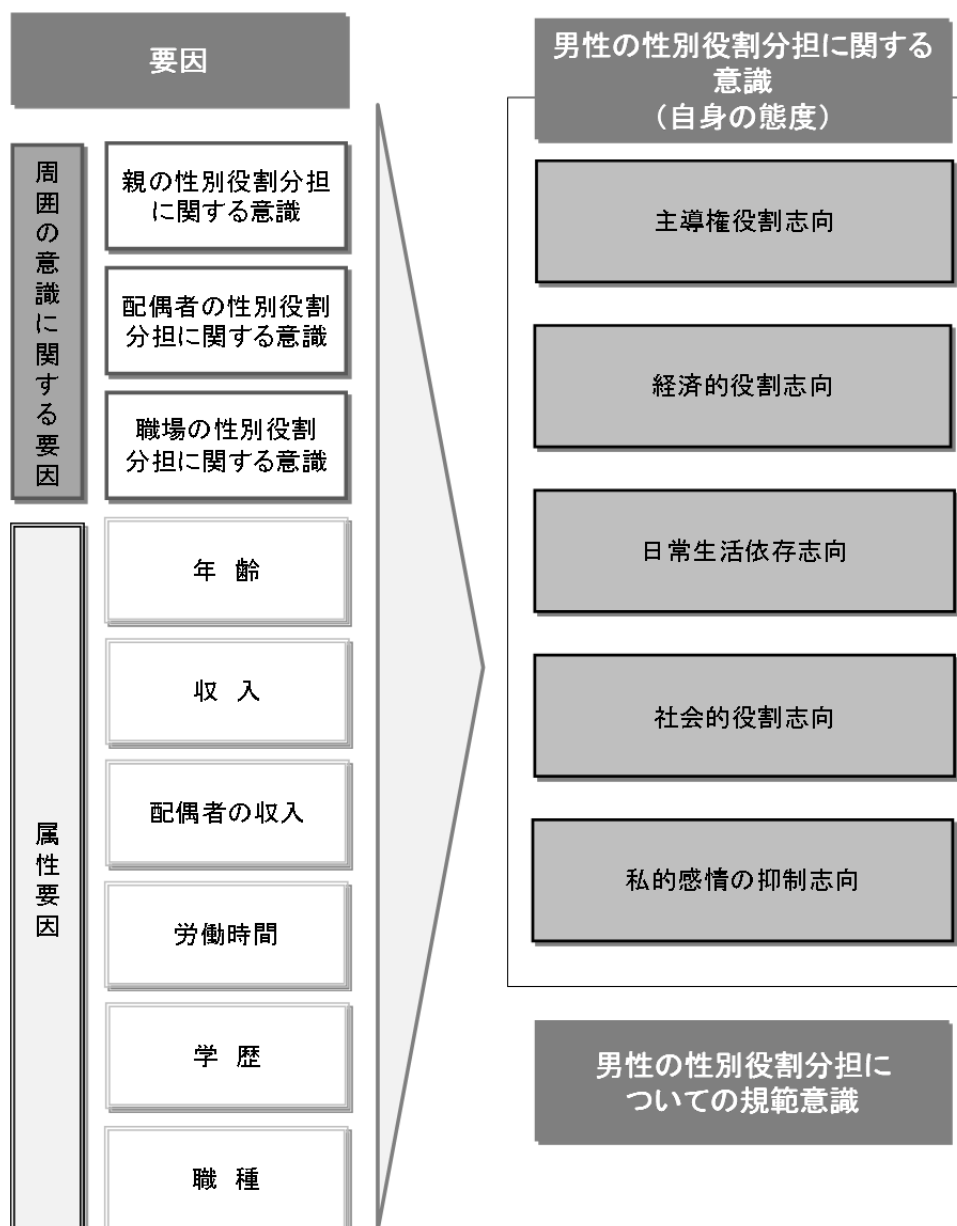 要因
周囲の意識に関する要因
親の性別役割分担
に関する意識
配偶者の性別役割
分担に関する意識
職場の性別役割
分担に関する意識
属性要因
年 齢
収 入
配偶者の収入
労働時間
学 歴
職 種
男性の性別役割分担に関する
意識
(自身の態度)
主導権役割志向
経済的役割志向
日常生活依存志向
社会的役割志向
私的感情の抑制志向
男性の性別役割分担に
ついての規範意識